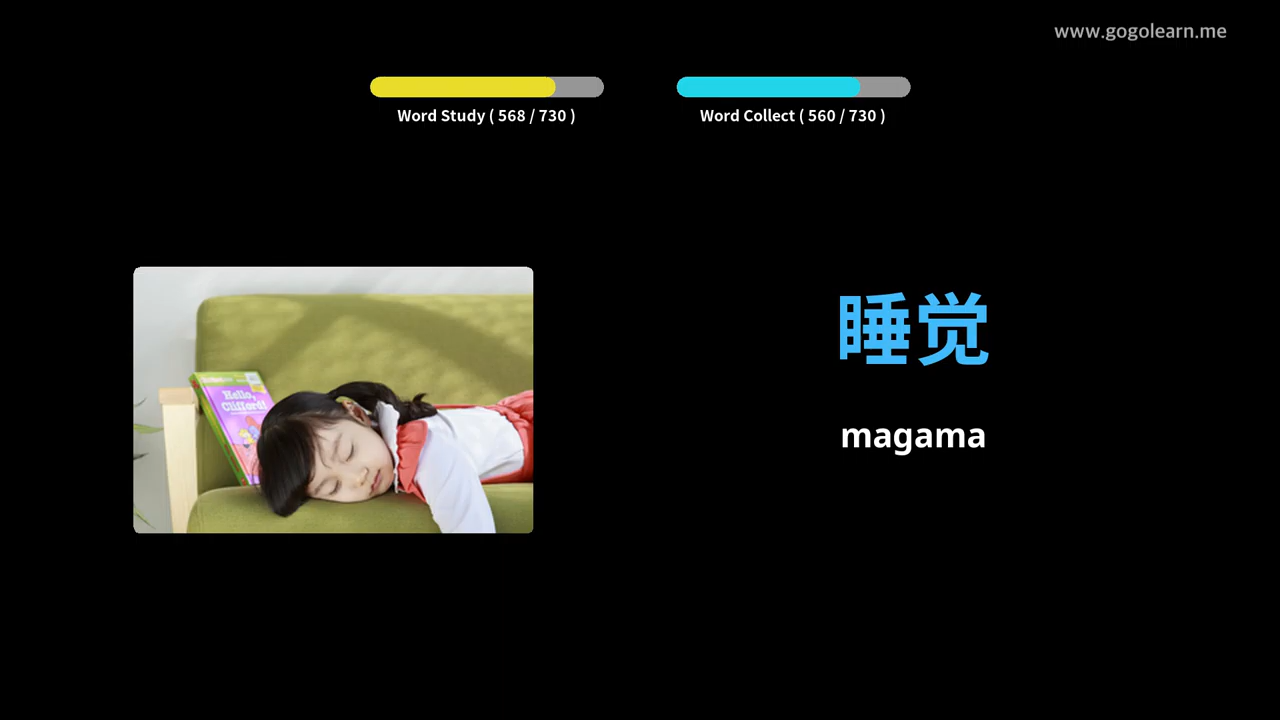 www.gogolearn.me
Word Study ( 568 / 730 )
Word Collect ( 560 / 730 )
Hello,
Clifford!
睡觉
magama